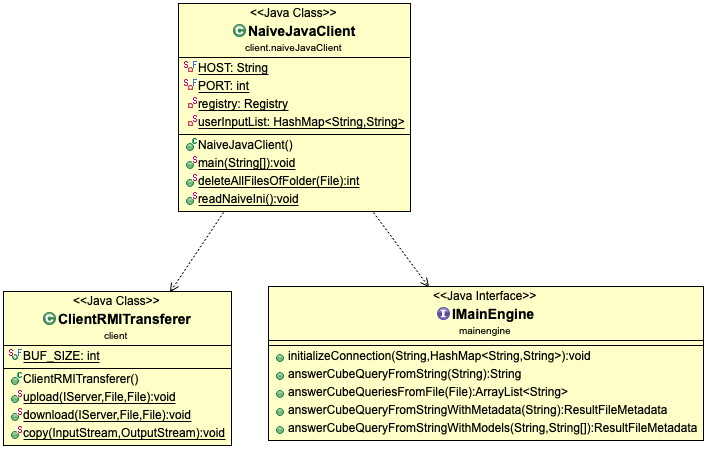 <<Java Class>>
NaiveJavaClient
client.naiveJavaClient
HOST: String
PORT: int
registry: Registry
userInputList: HashMap<String,String>
NaiveJavaClient()
main(String[]):void
deleteAllFilesOfFolder(File):int
readNaiveIni():void
<<Java Class>>
ClientRMITransferer
client
BUF_SIZE: int
ClientRMITransferer()
upload(IServer,File,File):void
download(IServer,File,File):void
copy(InputStream,OutputStream):void
<<Java Interface>>
IMainEngine
mainengine
initializeConnection(String,HashMap<String,String>):void
answerCubeQueryFromString(String):String
answerCubeQueriesFromFile(File):ArrayList<String>
answerCubeQueryFromStringWithMetadata(String):ResultFileMetadata
answerCubeQueryFromStringWithModels(String,String[]):ResultFileMetadata